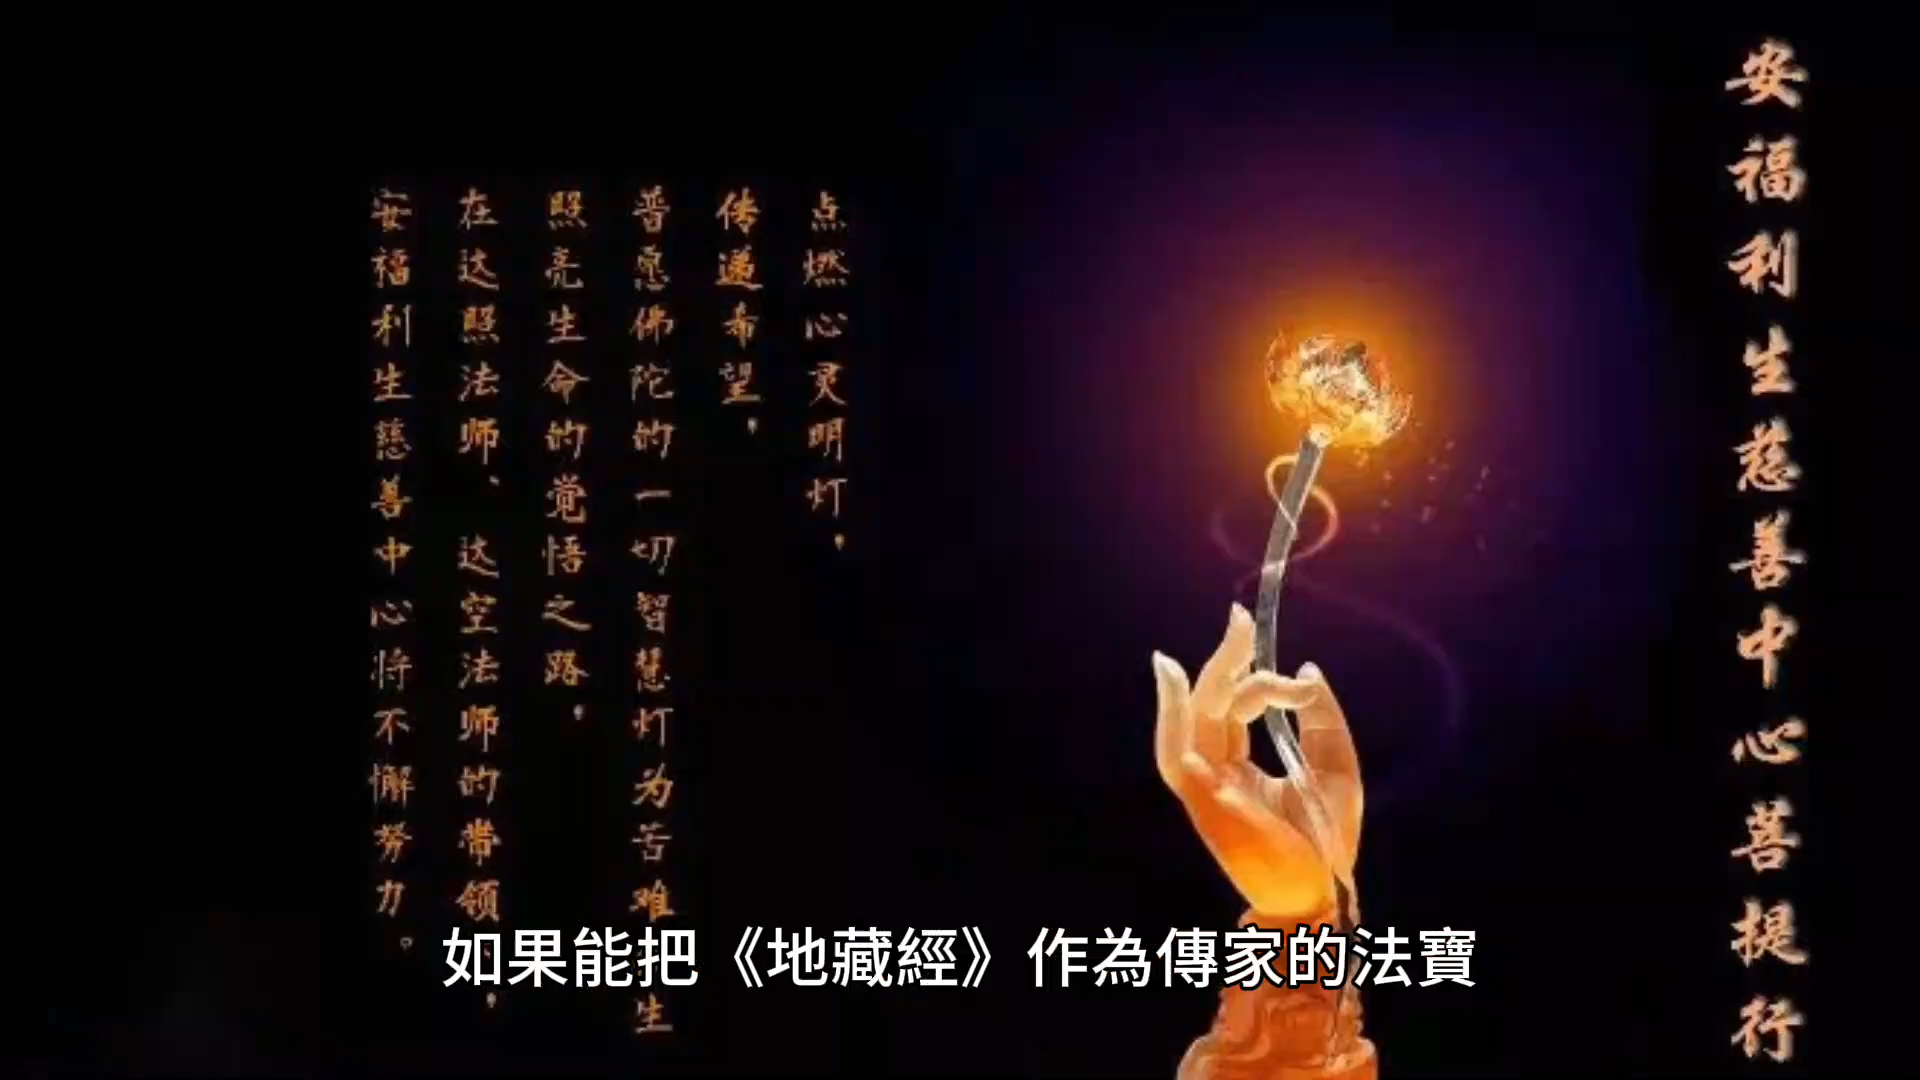 安福利生慈善中心菩提行
点燃心灵明灯，
传递希望，
普愿佛陀的一切智慧灯为苦难 生
照亮生命的觉悟之路，
在这照法师、达空法师的带领 ，
安福利生慈善中心将不懈努力。
如果能把《地藏經》作為傳家的法寶